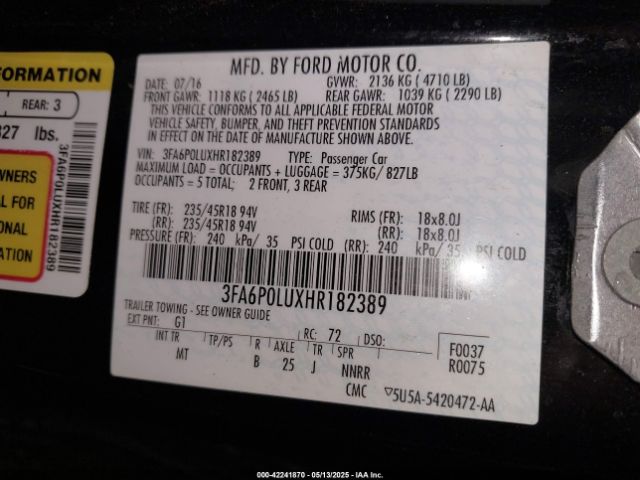 FORMATION
REAR: 3
327 lbs.
WNERS
AL FOR
ONAL
ATION
3FA6P0LUXHR182389
MFD. BY FORD MOTOR CO.
DATE: 07/16 GVWR: 2136 KG ( 4710 LB)
FRONT GAWR: 1118 KG ( 2465 LB) REAR GAWR: 1039 KG ( 2290 LB)
THIS VEHICLE CONFORMS TO ALL APPLICABLE FEDERAL MOTOR
VEHICLE SAFETY, BUMPER, AND THEFT PREVENTION STANDARDS
IN EFFECT ON THE DATE OF MANUFACTURE SHOWN ABOVE.
VIN: 3FA6P0LUXHR182389 TYPE: Passenger Car
MAXIMUM LOAD = OCCUPANTS + LUGGAGE = 375KG/ 827LB
OCCUPANTS = 5 TOTAL; 2 FRONT, 3 REAR
TIRE (FR): 235/45R18 94V RIMS (FR): 18x8.0J
(RR): 235/45R18 94V (RR): 18x8.0J
PRESSURE (FR): 240 kPa/ 35 PSI COLD (RR): 240 kPa/ 35 PSI COLD
3FA6P0LUXHR182389
TRAILER TOWING - SEE OWNER GUIDE
EXT PNT: G1 RC: 72 DSO: F0037
INT TR TP/PS R AXLE TR SPR R0075
MT B 25 J NNRR
CMC ▽5U5A-5420472-AA
000-42241870 - 05/13/2025 - IAA Inc.